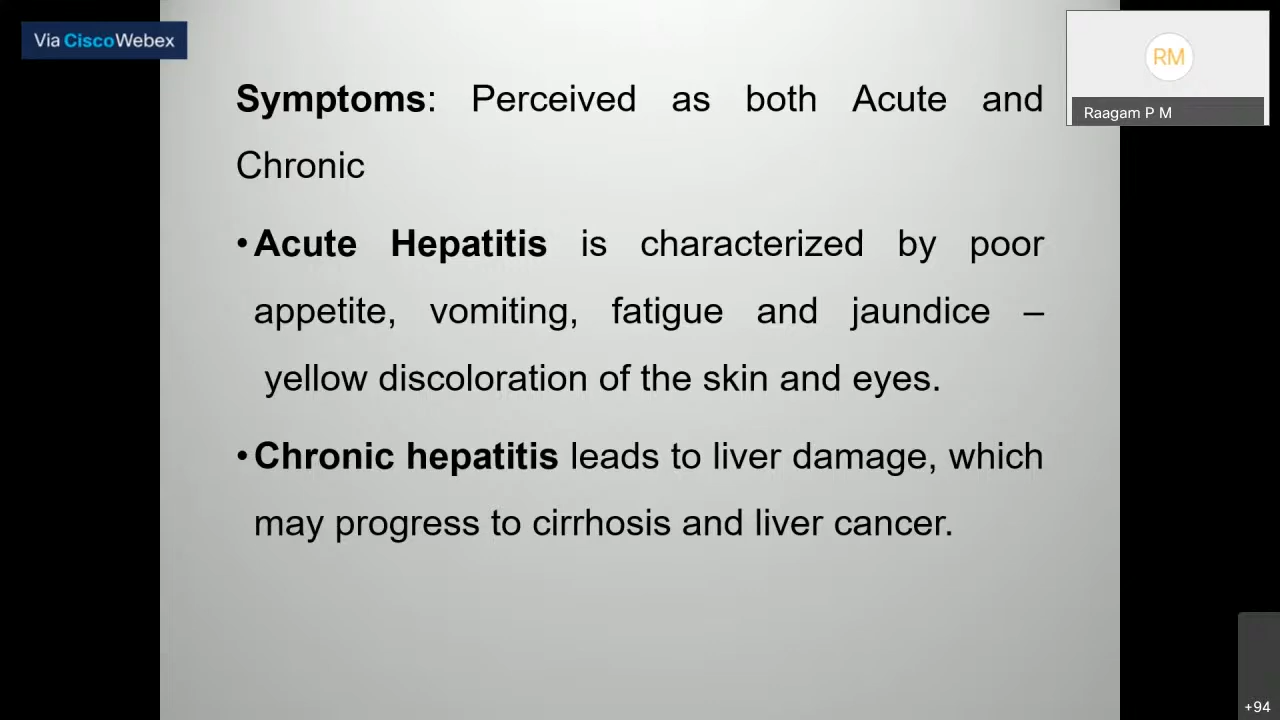 Via CiscoWebex
RM
Raagam P M
Symptoms: Perceived as both Acute and
Chronic
•Acute Hepatitis is characterized by poor
appetite, vomiting, fatigue and jaundice –
yellow discoloration of the skin and eyes.
•Chronic hepatitis leads to liver damage, which
may progress to cirrhosis and liver cancer.
+94